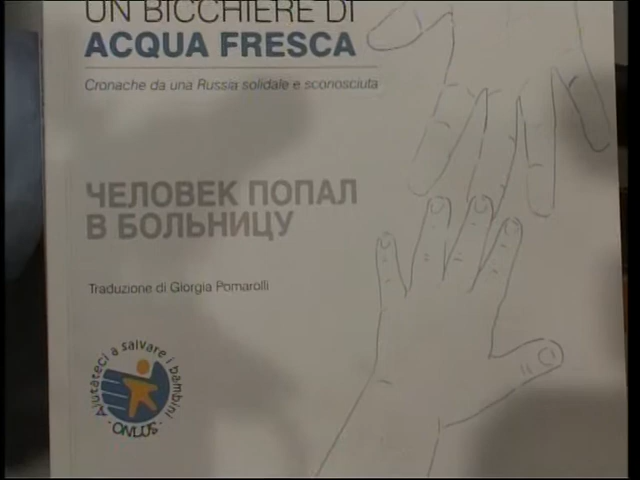 UN BICCHIERE DI
ACQUA FRESCA
Cronache da una Russia solidale e sconosciuta
ЧЕЛОВЕК ПОПАЛ
В БОЛЬНИЦУ
Traduzione di Giorgia Pomarolli
Aiutateci a salvare i bambini
ONLUS